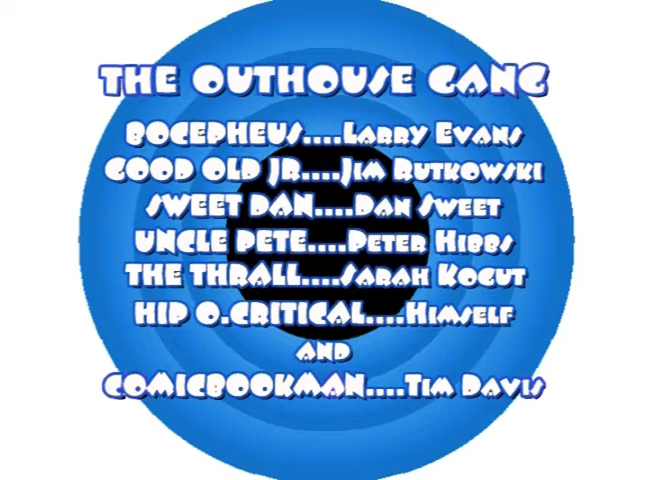 THE OUTHOUSE GANG
BOCEPHEUS....Larry Evans
GOOD OLD JR....Jim Rutkowski
SWEET DAN....Dan Sweet
UNCLE PETE....Peter Hibbs
THE THRALL....Sarah Kogut
HIP O.CRITICAL....Himself
and
COMICBOOKMAN....Tim Davis